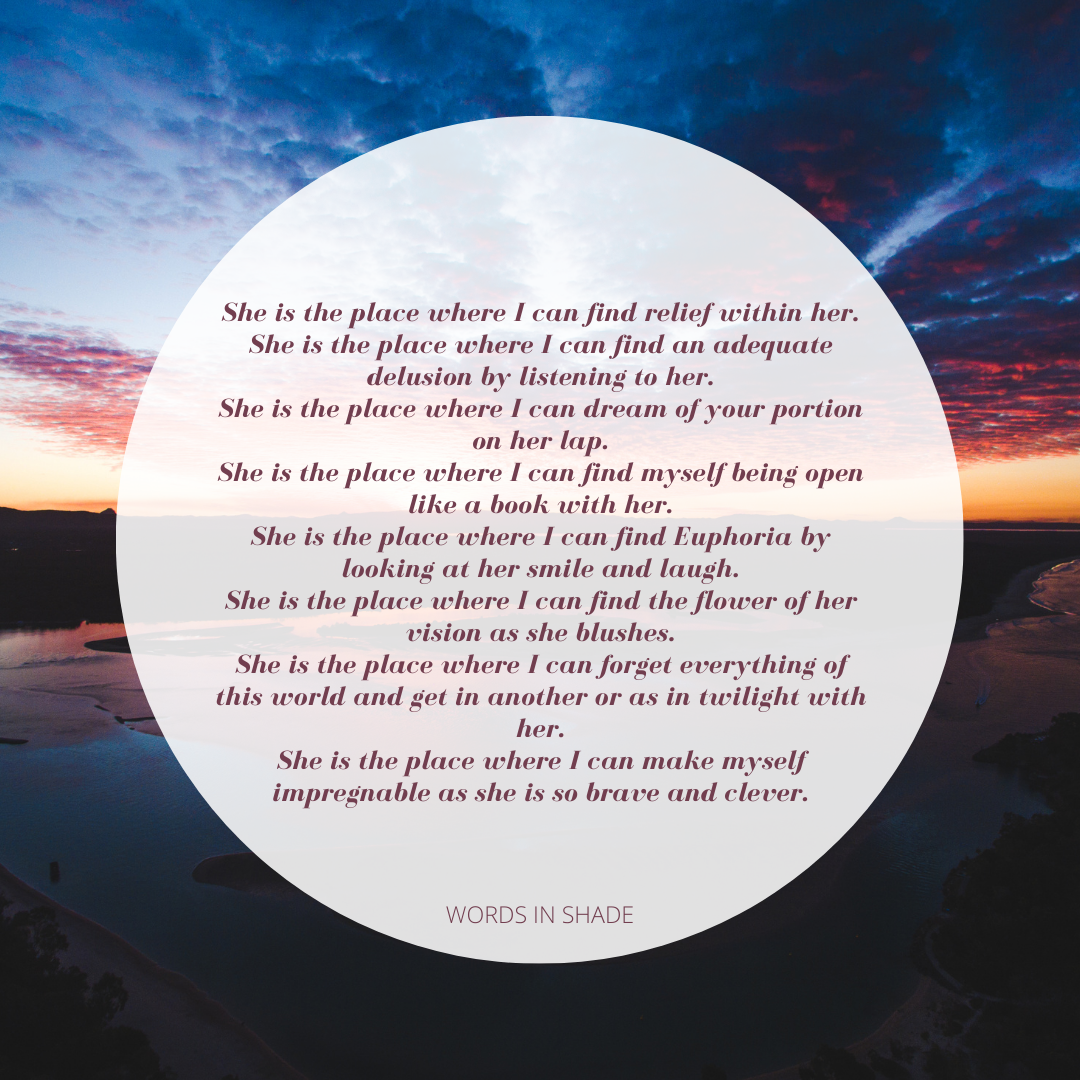 She is the place where I can find relief within her.
She is the place where I can find an adequate
delusion by listening to her.
She is the place where I can dream of your portion
on her lap.
She is the place where I can find myself being open
like a book with her.
She is the place where I can find Euphoria by
looking at her smile and laugh.
She is the place where I can find the flower of her
vision as she blushes.
She is the place where I can forget everything of
this world and get in another or as in twilight with
her.
She is the place where I can make myself
impregnable as she is so brave and clever.
WORDS IN SHADE